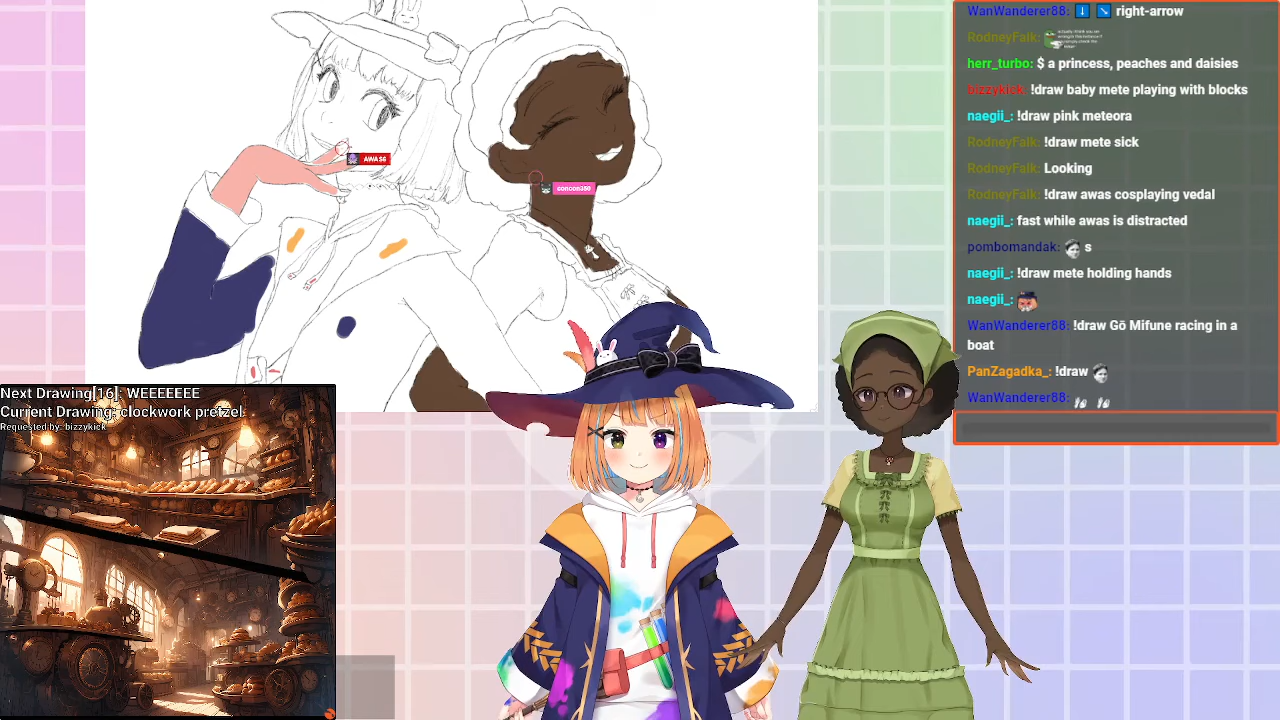 WanWanderer88: right-arrow
RodneyFalk:
herr_turbo: $ a princess, peaches and daisies
bizzykick: !draw baby mete playing with blocks
naegii_: !draw pink meteora
RodneyFalk: !draw mete sick
RodneyFalk: Looking
RodneyFalk: !draw awas cosplaying vedal
naegii_: fast while awas is distracted
pombomandak: s
naegii_: !draw mete holding hands
naegii_:
WanWanderer88: !draw Gō Mifune racing in a
boat
PanZagadka_: !draw
WanWanderer88:
AWAS6
concon350
Next Drawing[16]: WEEEEEEE
Current Drawing: clockwork pretzel
Requested by: bizzykick